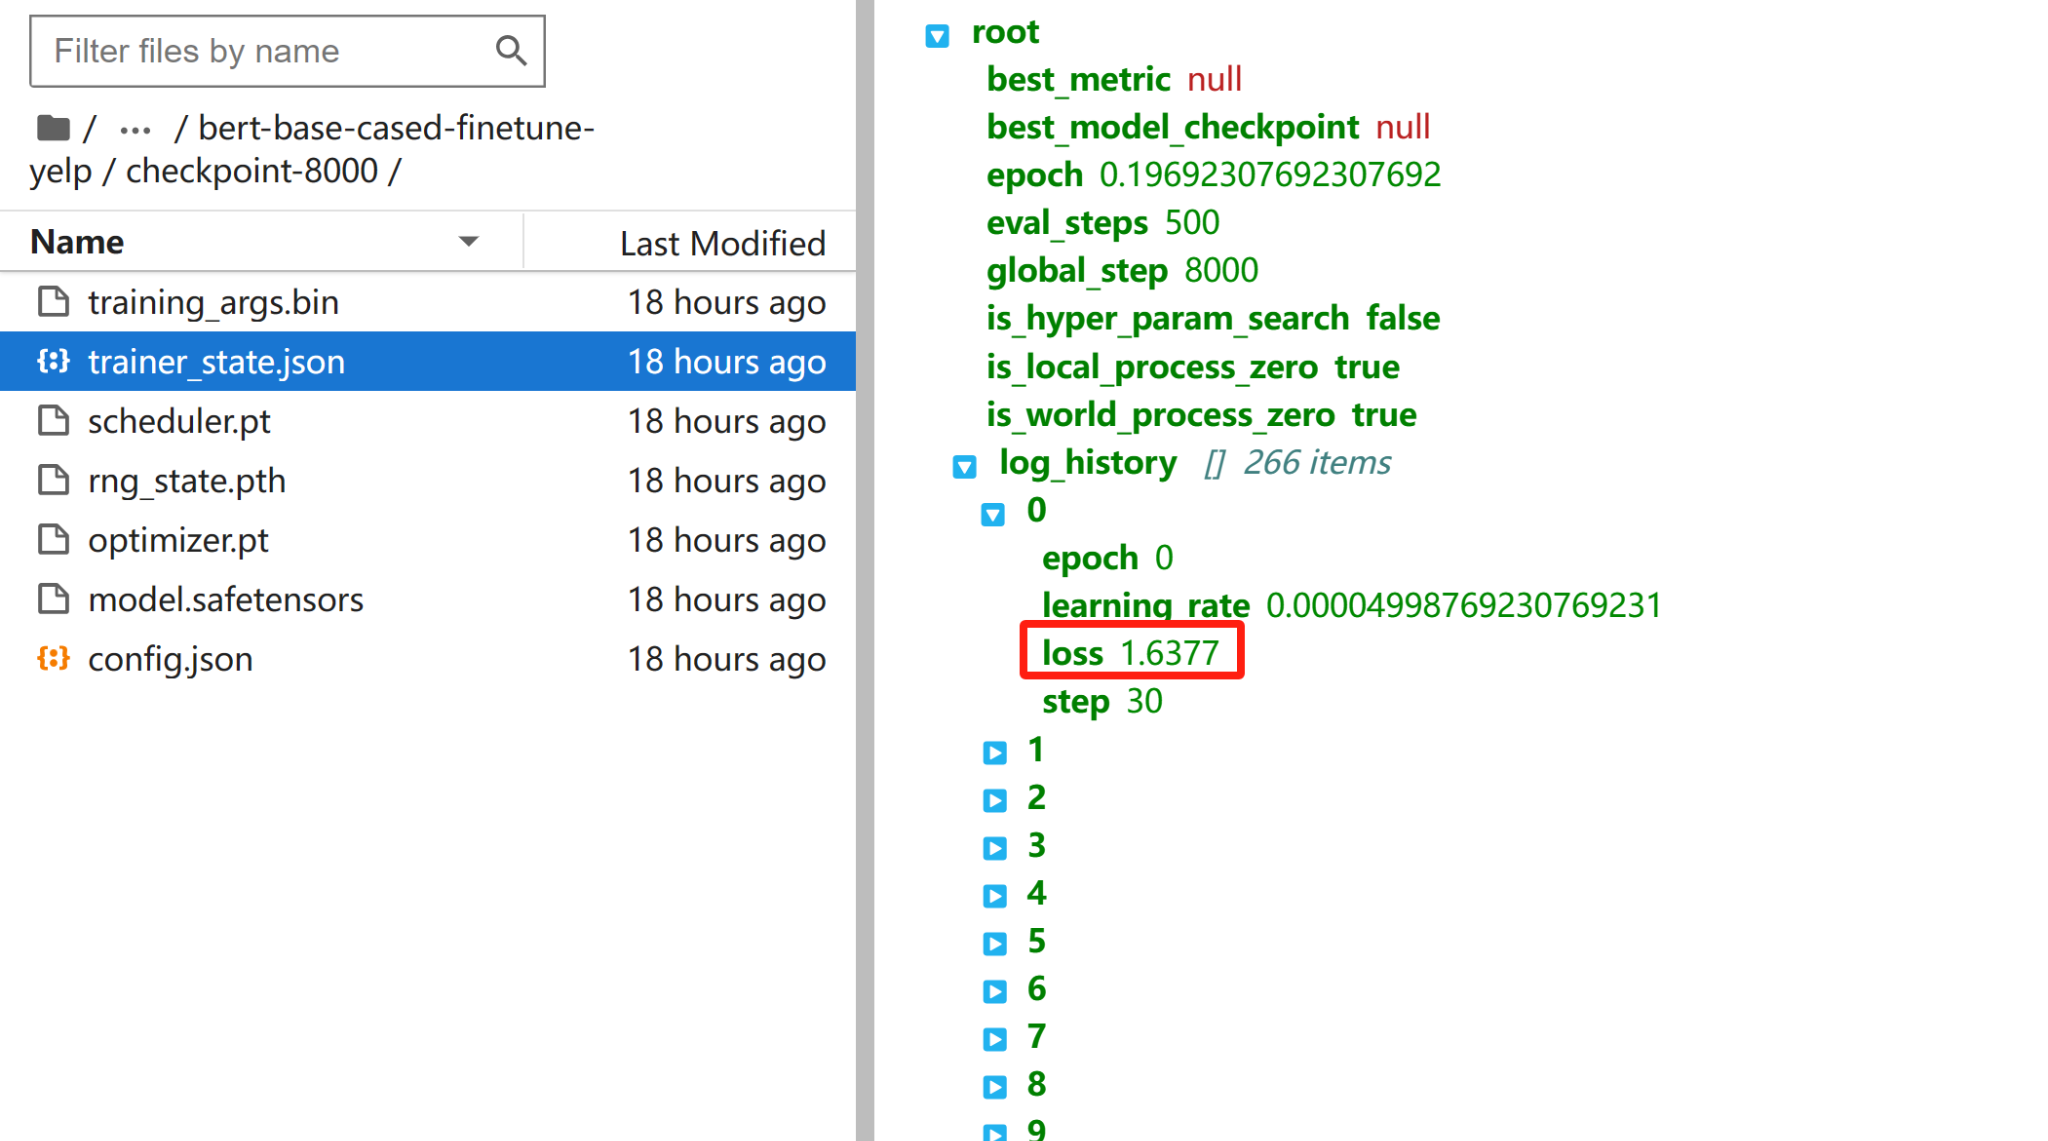 Filter files by name
/ ··· / bert-base-cased-finetune-
yelp / checkpoint-8000 /
Name Last Modified
training_args.bin 18 hours ago
trainer_state.json 18 hours ago
scheduler.pt 18 hours ago
rng_state.pth 18 hours ago
optimizer.pt 18 hours ago
model.safetensors 18 hours ago
config.json 18 hours ago
root
best_metric null
best_model_checkpoint null
epoch 0.19692307692307692
eval_steps 500
global_step 8000
is_hyper_param_search false
is_local_process_zero true
is_world_process_zero true
log_history [] 266 items
0
epoch 0
learning_rate 0.00004998769230769231
loss 1.6377
step 30
1
2
3
4
5
6
7
8
9